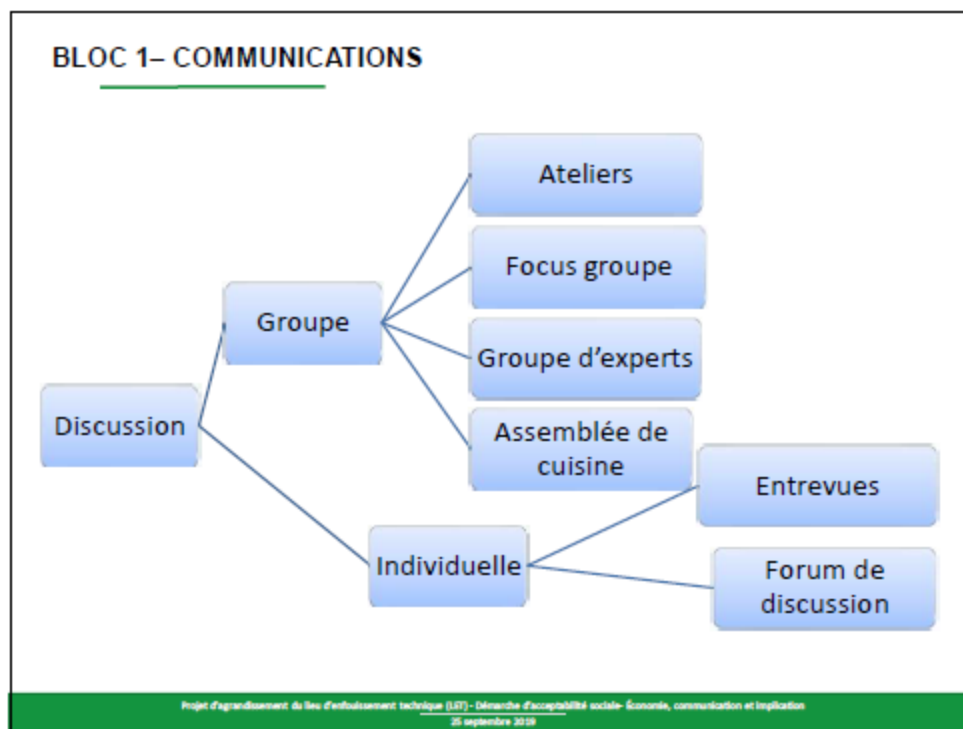 BLOC 1– COMMUNICATIONS
Ateliers
Focus groupe
Groupe
Groupe d'experts
Discussion
Assemblée de
cuisine
Entrevues
Individuelle
Forum de
discussion
Projet d'agrandissement du lieu d'enfouissement technique (LET) - Démarche d'acceptabilité sociale- Économie, communication et implication
25 septembre 2019